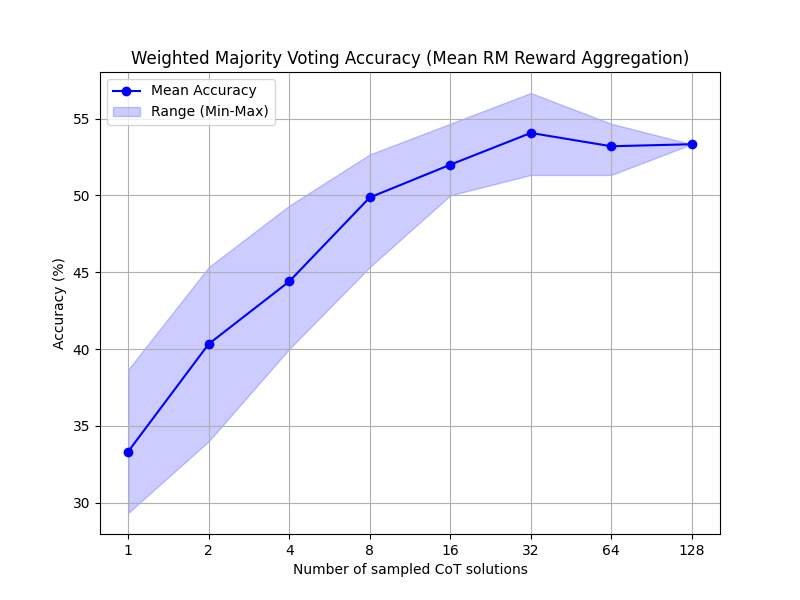 Weighted Majority Voting Accuracy (Mean RM Reward Aggregation)
Mean Accuracy
Range (Min-Max)
Accuracy (%)
55
50
45
40
35
30
1 2 4 8 16 32 64 128
Number of sampled CoT solutions